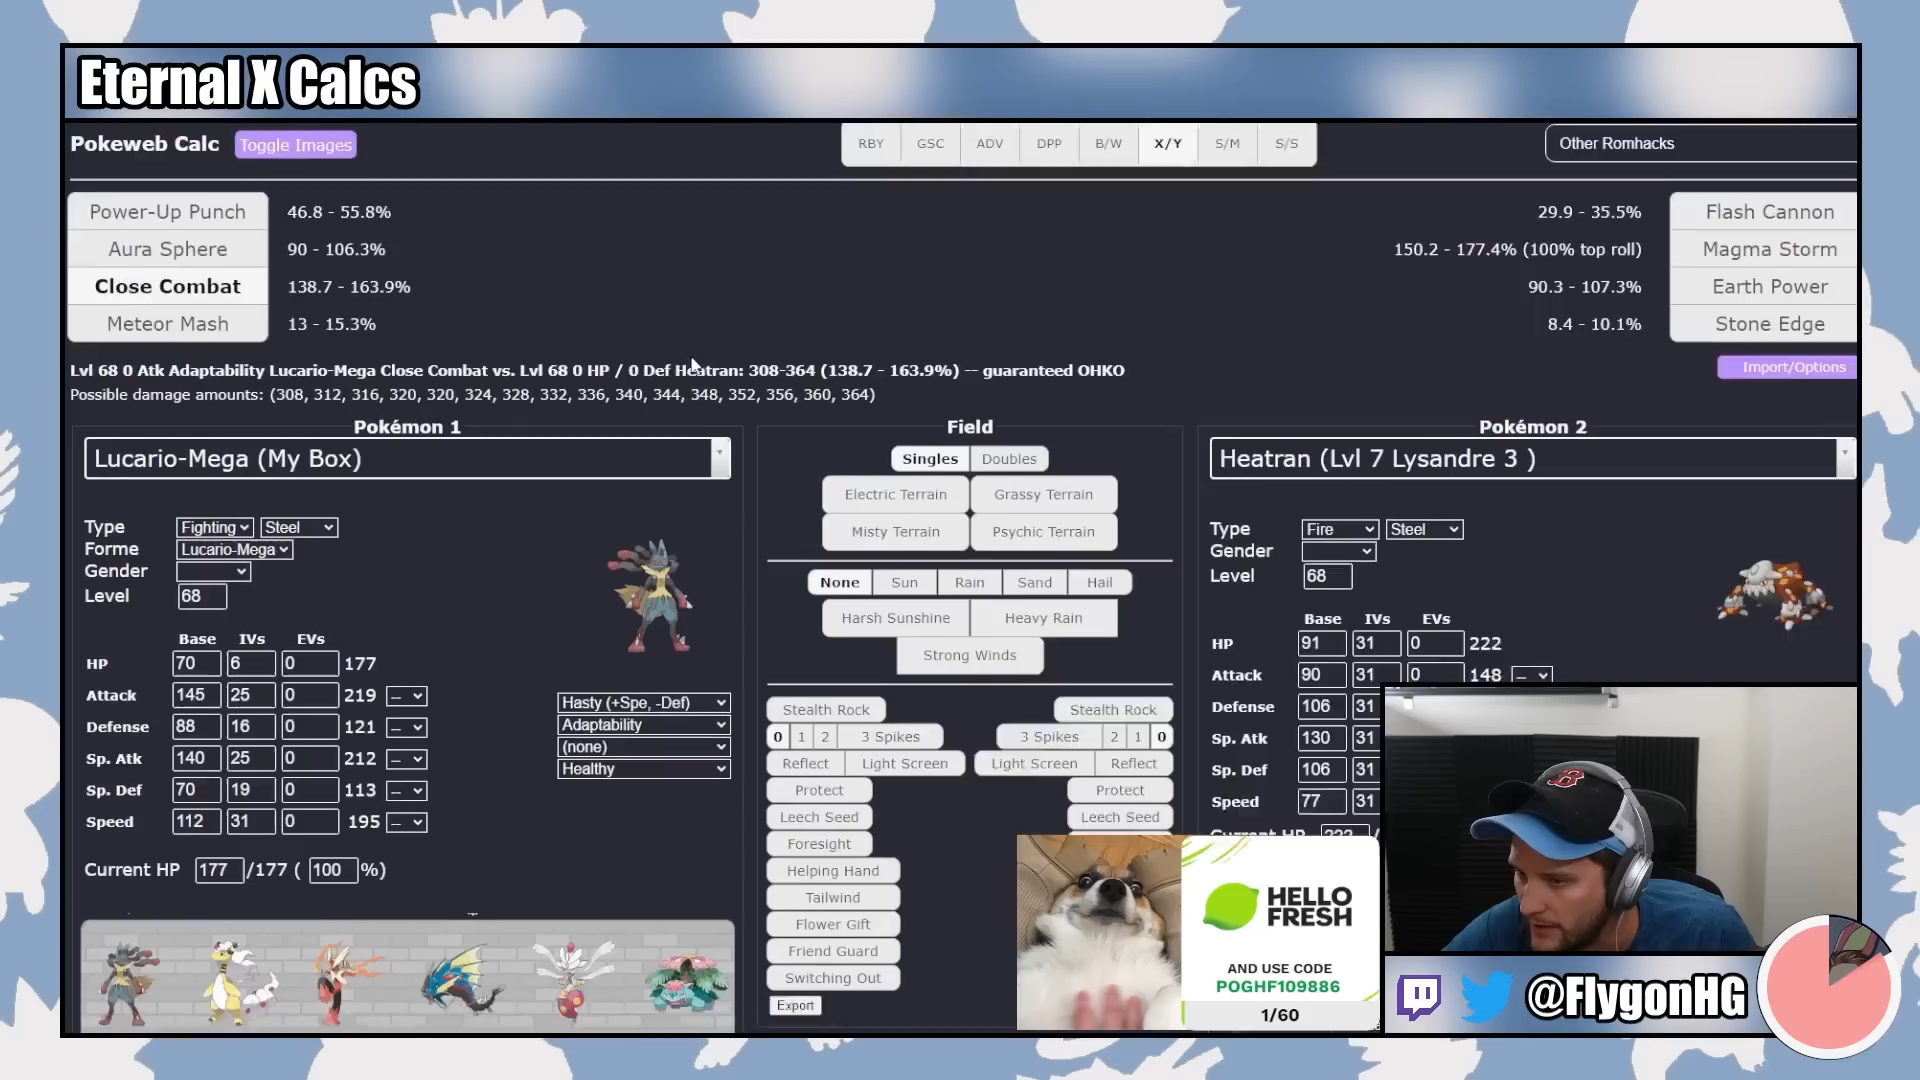 Eternal X Calcs
Pokeweb Calc
Toggle Images
RBY GSC ADV DPP B/W X/Y S/M S/S
Other Romhacks
Power-Up Punch 46.8 - 55.8%
Aura Sphere 90 - 106.3%
Close Combat 138.7 - 163.9%
Meteor Mash 13 - 15.3%
29.9 - 35.5% Flash Cannon
150.2 - 177.4% (100% top roll) Magma Storm
90.3 - 107.3% Earth Power
8.4 - 10.1% Stone Edge
Lvl 68 0 Atk Adaptability Lucario-Mega Close Combat vs. Lvl 68 0 HP / 0 Def Heatran: 308-364 (138.7 - 163.9%) -- guaranteed OHKO
Import/Options
Possible damage amounts: (308, 312, 316, 320, 320, 324, 328, 332, 336, 340, 344, 348, 352, 356, 360, 364)
Pokémon 1
Lucario-Mega (My Box)
Type Fighting Steel
Forme Lucario-Mega
Gender
Level 68
Base IVs EVs
HP 70 6 0 177
Attack 145 25 0 219 --
Defense 88 16 0 121 --
Sp. Atk 140 25 0 212 --
Sp. Def 70 19 0 113 --
Speed 112 31 0 195 --
Hasty (+Spe, -Def)
Adaptability
(none)
Healthy
Current HP 177 /177 ( 100 %)
Field
Singles Doubles
Electric Terrain Grassy Terrain
Misty Terrain Psychic Terrain
None Sun Rain Sand Hail
Harsh Sunshine Heavy Rain
Strong Winds
Stealth Rock Stealth Rock
0 1 2 3 Spikes 3 Spikes 2 1 0
Reflect Light Screen Light Screen Reflect
Protect Protect
Leech Seed Leech Seed
Foresight
Helping Hand
Tailwind
Flower Gift
Friend Guard
Switching Out
Export
Pokémon 2
Heatran (Lvl 7 Lysandre 3 )
Type Fire Steel
Gender
Level 68
Base IVs EVs
HP 91 31 0 222
Attack 90 31 0 148 --
Defense 106 31
Sp. Atk 130 31
Sp. Def 106 31
Speed 77 31
Current HP 222 /
HELLO
FRESH
AND USE CODE
POGHF109886
1/60
@FlygonHG